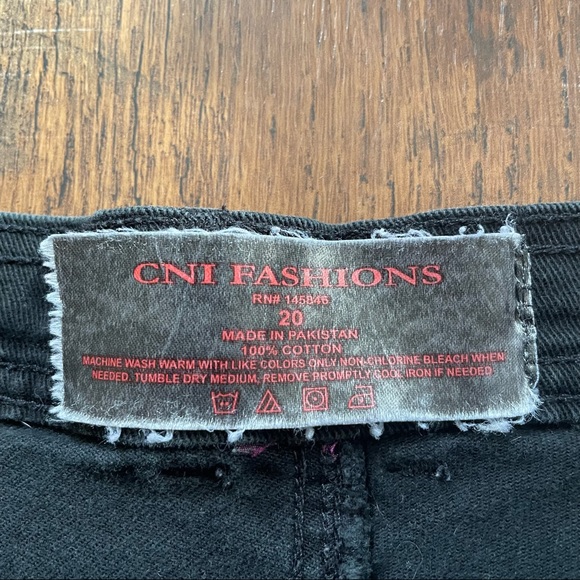 CNI FASHIONS
RN# 145846
20
MADE IN PAKISTAN
100% COTTON
MACHINE WASH WARM WITH LIKE COLORS ONLY NON-CHLORINE BLEACH WHEN
NEEDED. TUMBLE DRY MEDIUM, REMOVE PROMPTLY COOL IRON IF NEEDED